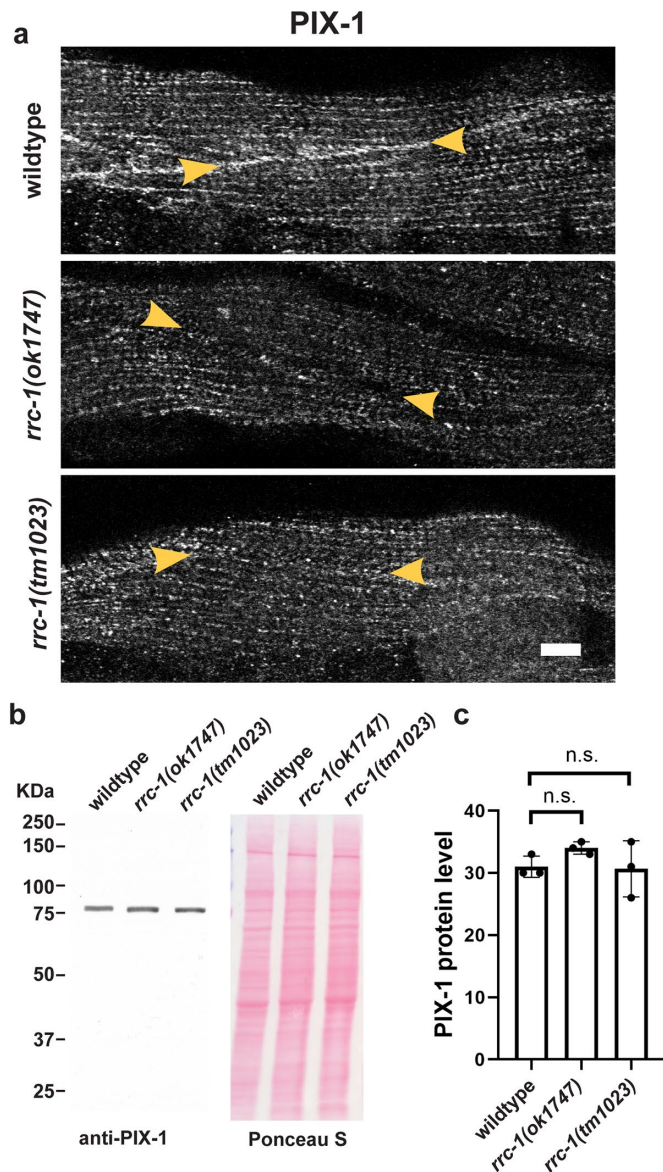 PIX-1
a
wildtype
rrc-1(ok1747)
rrc-1(tm1023)
b
wildtype
rrc-1(ok1747)
rrc-1(tm1023)
wildtype
rrc-1(ok1747)
rrc-1(tm1023)
KDa
250
150
100
75
50
37
25
anti-PIX-1
Ponceau S
c
n.s.
n.s.
PIX-1 protein level
40
30
20
10
0
wildtype
rrc-1(ok1747)
rrc-1(tm1023)